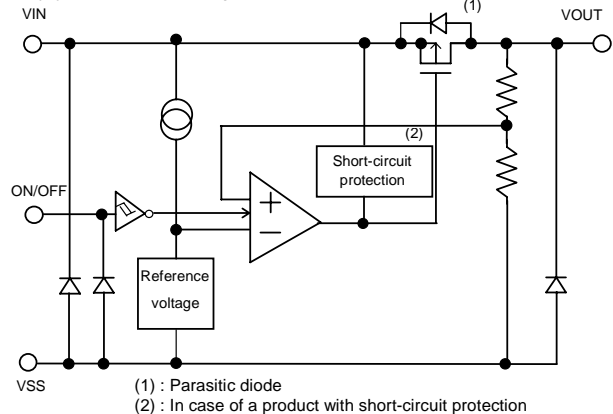 (1)
VIN
VOUT
(2)
Short-circuit
protection
ON/OFF
+
−
Reference
voltage
VSS
(1) : Parasitic diode
(2) : In case of a product with short-circuit protection